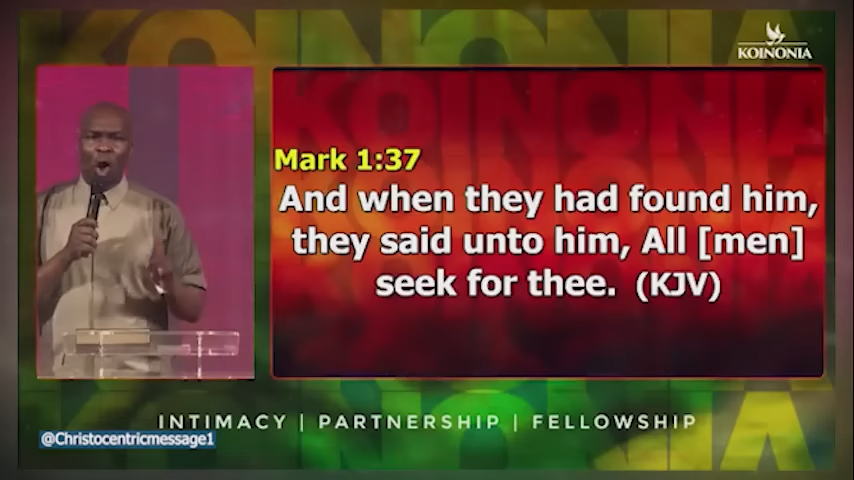 KOINONIA
KOINONIA
Mark 1:37
And when they had found him,
they said unto him, All [men]
seek for thee. (KJV)
INTIMACY | PARTNERSHIP | FELLOWSHIP
@Christocentricmessage1